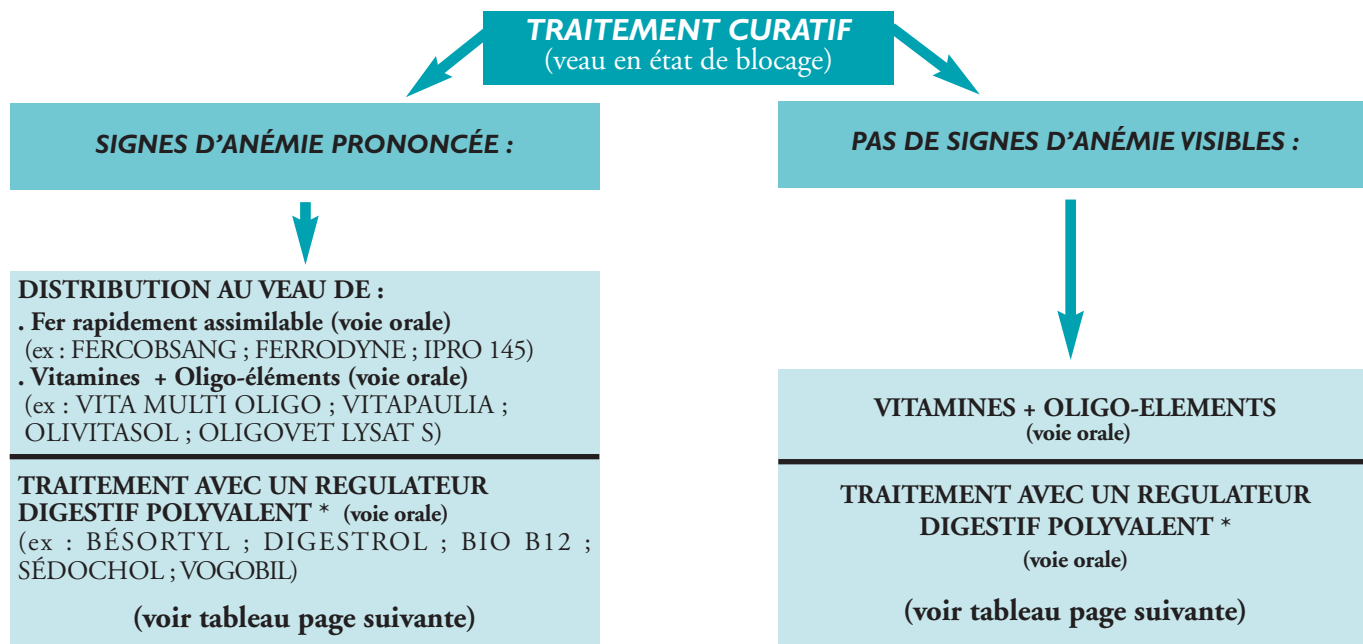 TRAITEMENT CURATIF
(veau en état de blocage)
SIGNES D'ANÉMIE PRONONCÉE :
DISTRIBUTION AU VEAU DE :
. Fer rapidement assimilable (voie orale)
(ex : FERCOBSANG ; FERRODYNE ; IPRO 145)
. Vitamines + Oligo-éléments (voie orale)
(ex : VITA MULTI OLIGO ; VITAPAULIA ;
OLIVITASOL ; OLIGOVET LYSAT S)
TRAITEMENT AVEC UN REGULATEUR
DIGESTIF POLYVALENT * (voie orale)
(ex : BÉSORTYL ; DIGESTROL ; BIO B12 ;
SÉDOCHOL ; VOGOBIL)
(voir tableau page suivante)
PAS DE SIGNES D'ANÉMIE VISIBLES :
VITAMINES + OLIGO-ELEMENTS
(voie orale)
TRAITEMENT AVEC UN REGULATEUR
DIGESTIF POLYVALENT *
(voie orale)
(voir tableau page suivante)